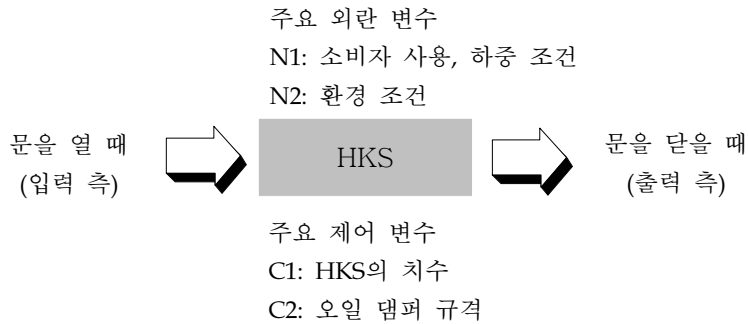 주요 외란 변수
N1: 소비자 사용, 하중 조건
N2: 환경 조건
문을 열 때
(입력 측)
HKS
문을 닫을 때
(출력 측)
주요 제어 변수
C1: HKS의 치수
C2: 오일 댐퍼 규격